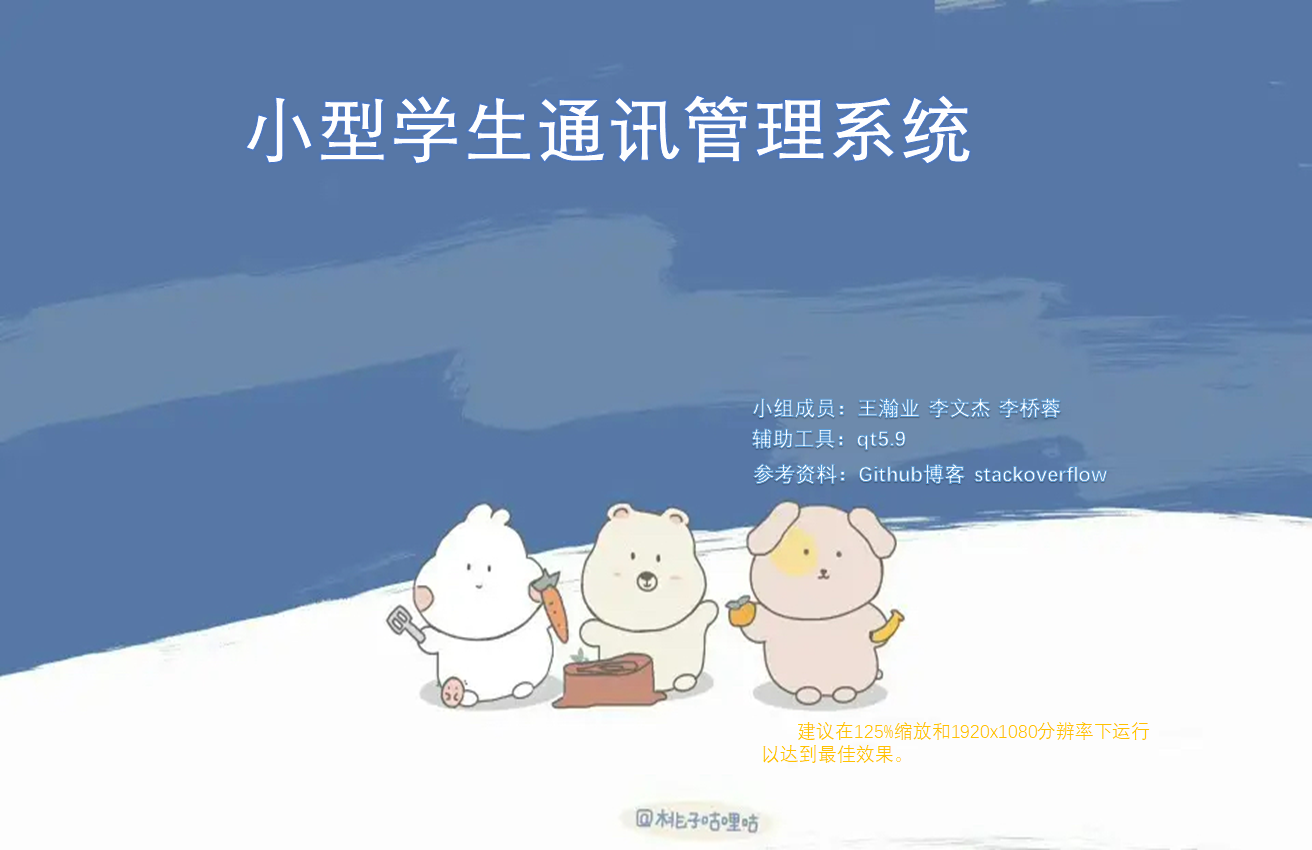 小型学生通讯管理系统
小组成员：王瀚业 李文杰 李桥蓉
辅助工具：qt5.9
参考资料：Github博客 stackoverflow
建议在125%缩放和1920x1080分辨率下运行
以达到最佳效果。
@桃子咕哩咕